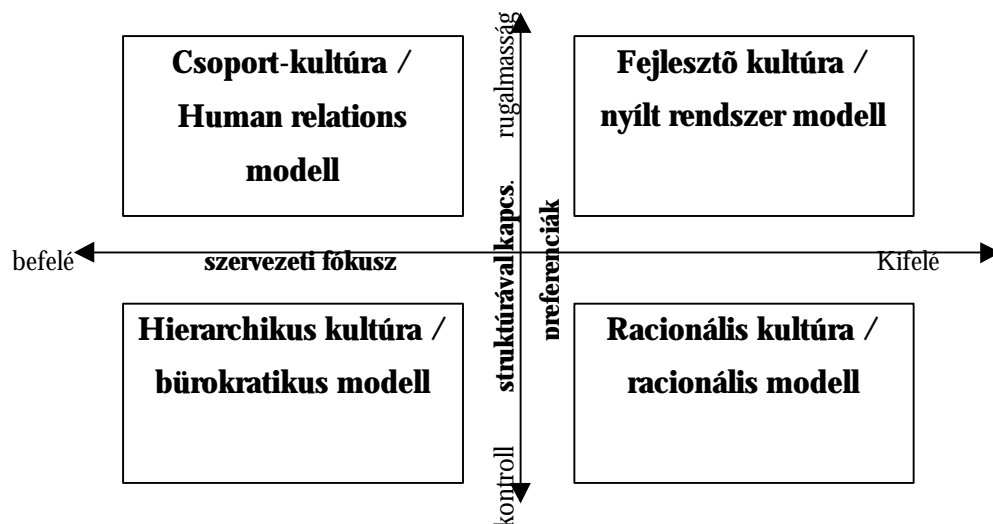 Csoport-kultúra /
Human relations
modell
rugalmasság
Fejlesztõ kultúra /
nyílt rendszer modell
struktúrával kapcs.
preferenciák
befelé
szervezeti fókusz
Kifelé
Hierarchikus kultúra /
bürokratikus modell
kontroll
Racionális kultúra /
racionális modell